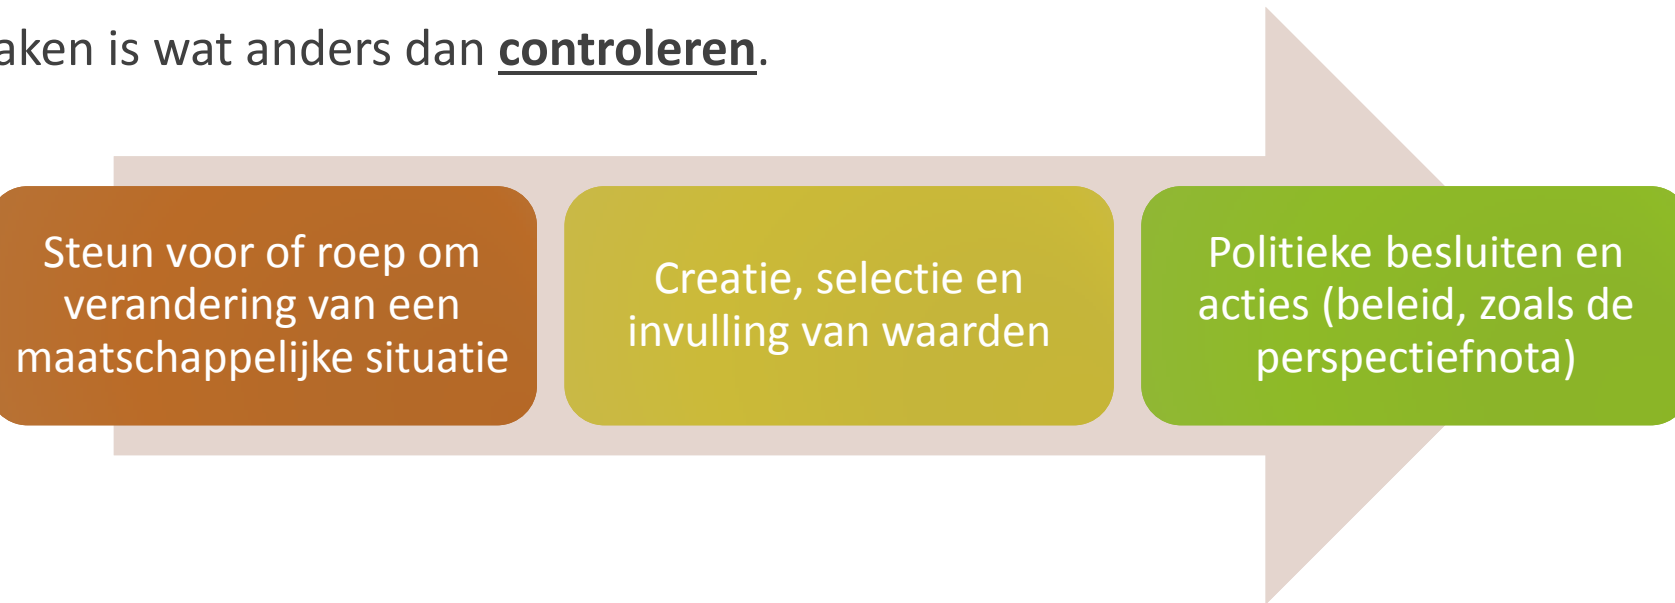 aken is wat anders dan controleren.
Steun voor of roep om
verandering van een
maatschappelijke situatie
Creatie, selectie en
invulling van waarden
Politieke besluiten en
acties (beleid, zoals de
perspectiefnota)